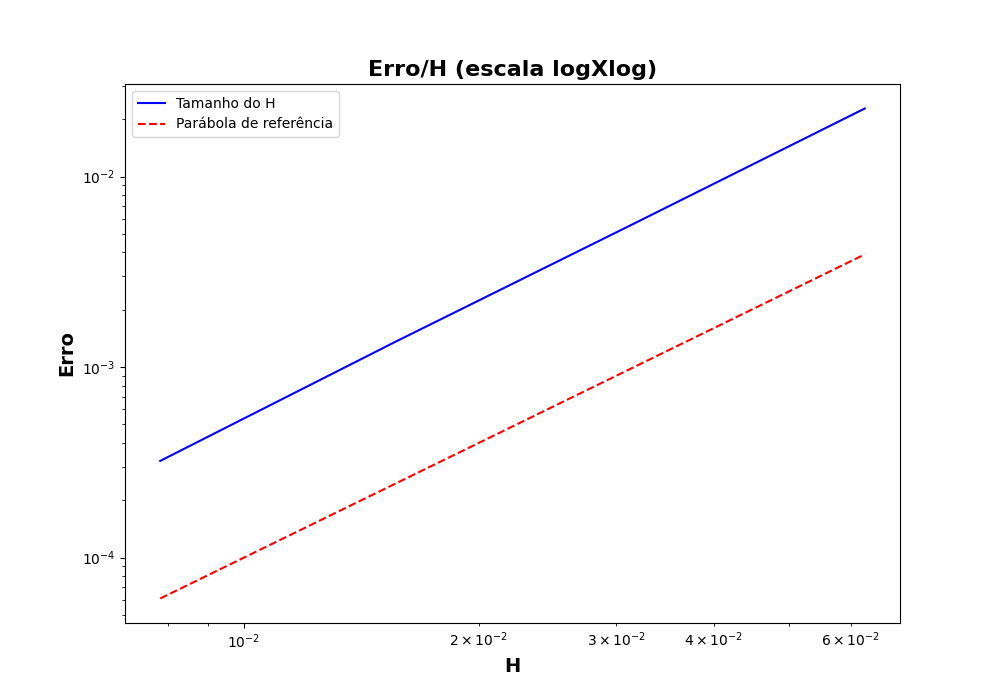 Erro/H (escala logXlog)
Tamanho do H
Parábola de referência
10⁻²
10⁻³
10⁻⁴
Erro
10⁻²
2 × 10⁻²
3 × 10⁻²
4 × 10⁻²
6 × 10⁻²
H